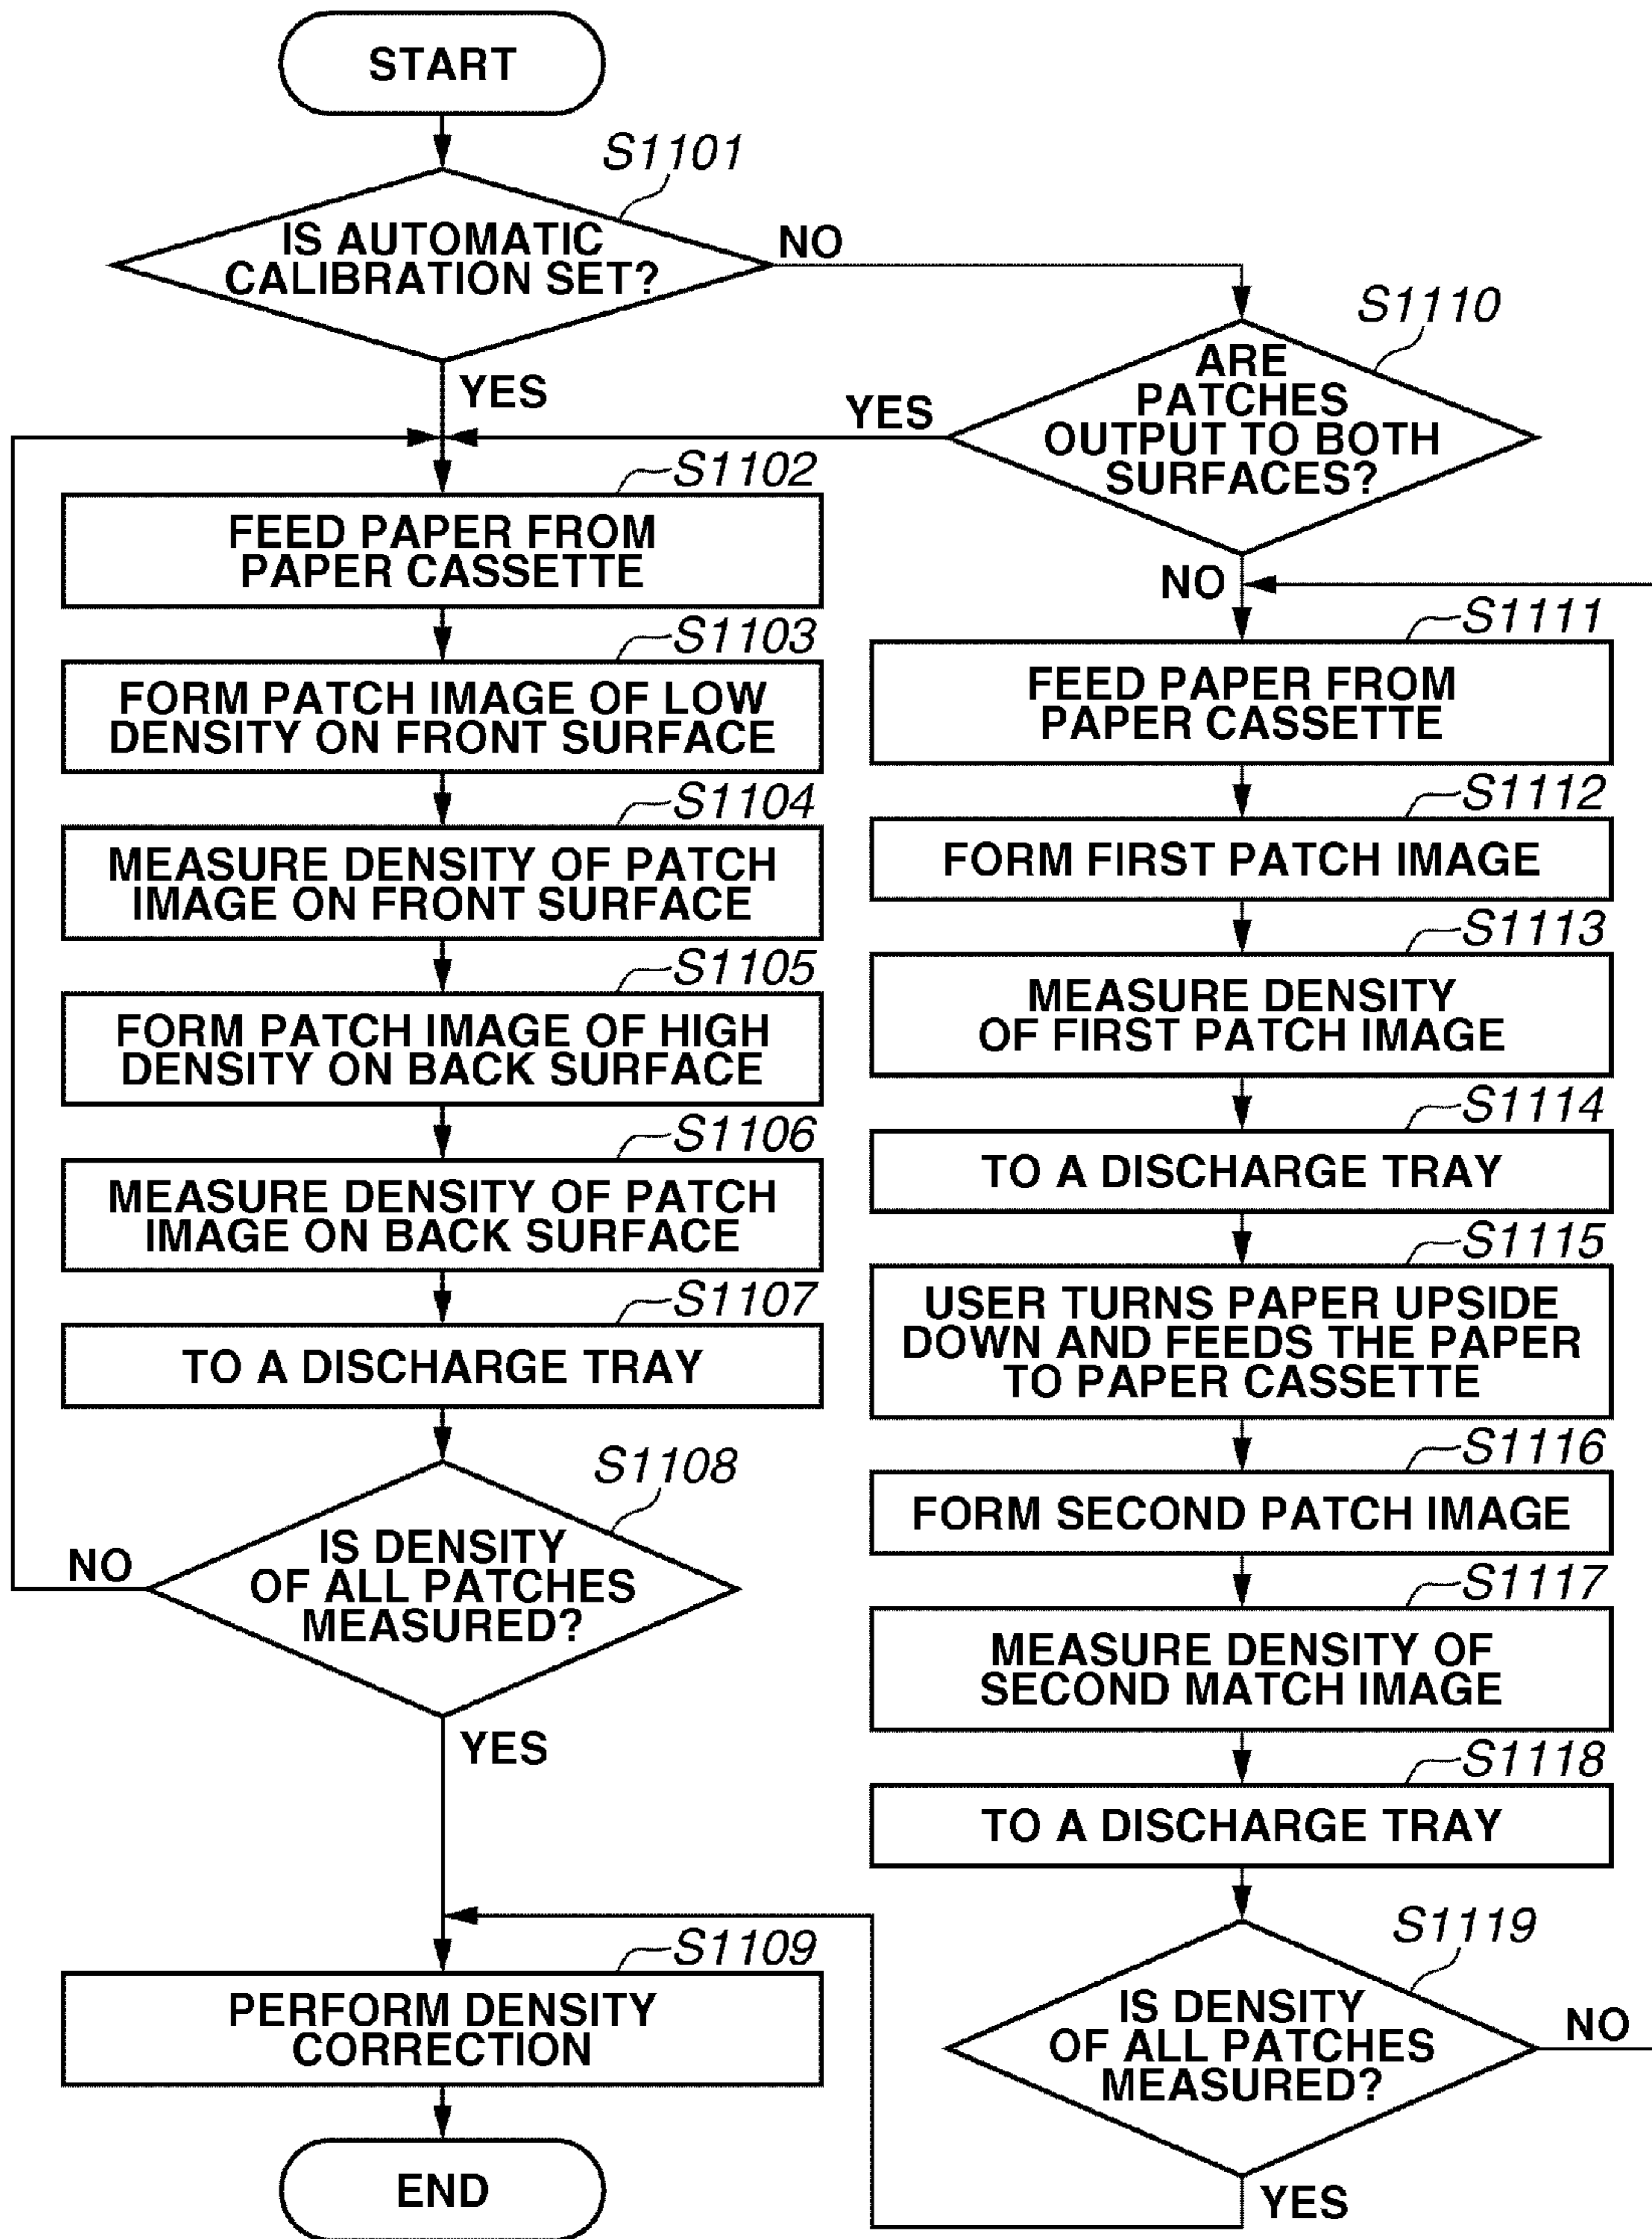 START
S1101
IS AUTOMATIC
CALIBRATION SET?
NO
YES
S1110
ARE
PATCHES
OUTPUT TO BOTH
SURFACES?
YES
NO
S1102
FEED PAPER FROM
PAPER CASSETTE
S1103
FORM PATCH IMAGE OF LOW
DENSITY ON FRONT SURFACE
S1104
MEASURE DENSITY OF PATCH
IMAGE ON FRONT SURFACE
S1105
FORM PATCH IMAGE OF HIGH
DENSITY ON BACK SURFACE
S1106
MEASURE DENSITY OF PATCH
IMAGE ON BACK SURFACE
S1107
TO A DISCHARGE TRAY
S1108
IS DENSITY
OF ALL PATCHES
MEASURED?
NO
YES
S1109
PERFORM DENSITY
CORRECTION
END
S1111
FEED PAPER FROM
PAPER CASSETTE
S1112
FORM FIRST PATCH IMAGE
S1113
MEASURE DENSITY
OF FIRST PATCH IMAGE
S1114
TO A DISCHARGE TRAY
S1115
USER TURNS PAPER UPSIDE
DOWN AND FEEDS THE PAPER
TO PAPER CASSETTE
S1116
FORM SECOND PATCH IMAGE
S1117
MEASURE DENSITY OF
SECOND MATCH IMAGE
S1118
TO A DISCHARGE TRAY
S1119
IS DENSITY
OF ALL PATCHES
MEASURED?
NO
YES